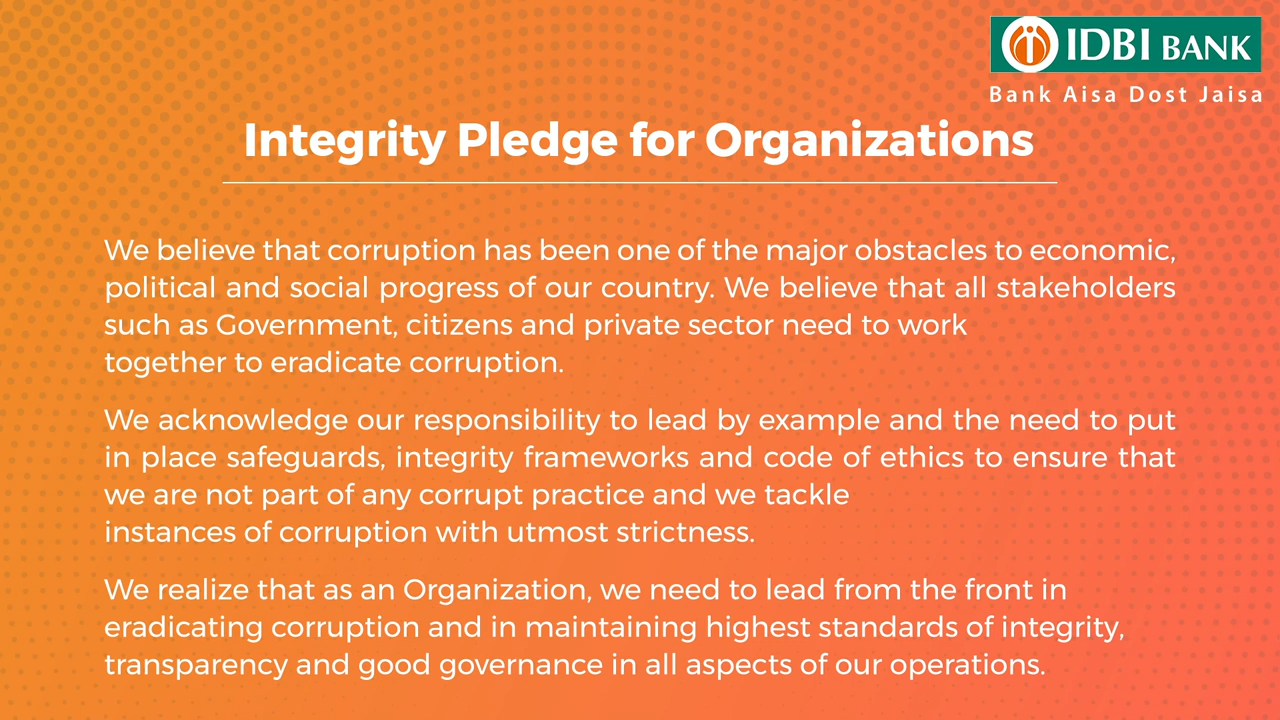 IDBI BANK
Bank Aisa Dost Jaisa
Integrity Pledge for Organizations
We believe that corruption has been one of the major obstacles to economic,
political and social progress of our country. We believe that all stakeholders
such as Government, citizens and private sector need to work
together to eradicate corruption.
We acknowledge our responsibility to lead by example and the need to put
in place safeguards, integrity frameworks and code of ethics to ensure that
we are not part of any corrupt practice and we tackle
instances of corruption with utmost strictness.
We realize that as an Organization, we need to lead from the front in
eradicating corruption and in maintaining highest standards of integrity,
transparency and good governance in all aspects of our operations.